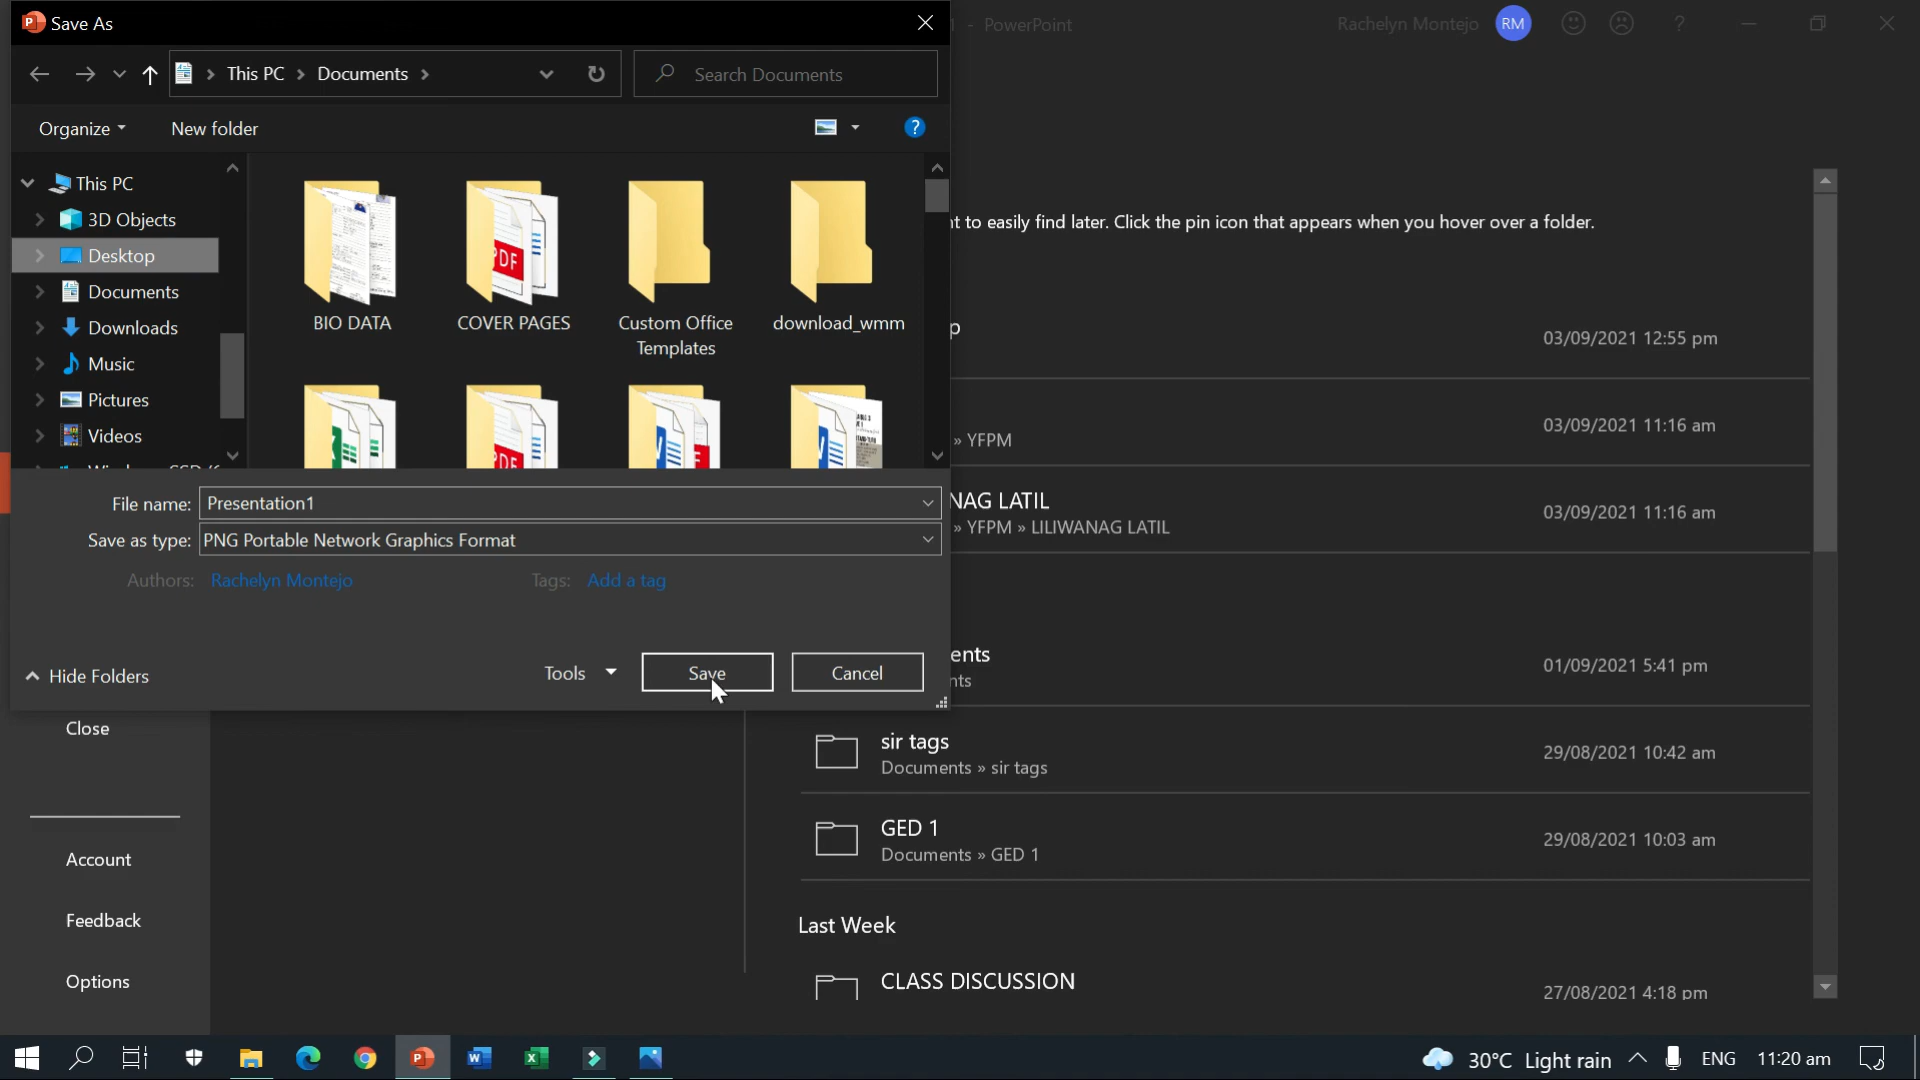 Save As
- PowerPoint
Rachelyn Montejo
RM
?
This PC
Documents
Search Documents
Organize
New folder
?
This PC
3D Objects
Desktop
Documents
Downloads
Music
Pictures
Videos
BIO DATA
PDF
COVER PAGES
Custom Office
Templates
download_wmm
to easily find later. Click the pin icon that appears when you hover over a folder.
03/09/2021 12:55 pm
» YFPM
03/09/2021 11:16 am
NAG LATIL
» YFPM » LILIWANAG LATIL
03/09/2021 11:16 am
File name: Presentation1
Save as type: PNG Portable Network Graphics Format
Authors: Rachelyn Montejo
Tags: Add a tag
Hide Folders
Tools
Save
Cancel
ents
nts
01/09/2021 5:41 pm
sir tags
Documents » sir tags
29/08/2021 10:42 am
GED 1
Documents » GED 1
29/08/2021 10:03 am
Last Week
CLASS DISCUSSION
27/08/2021 4:18 pm
Close
Account
Feedback
Options
30°C Light rain
ENG
11:20 am